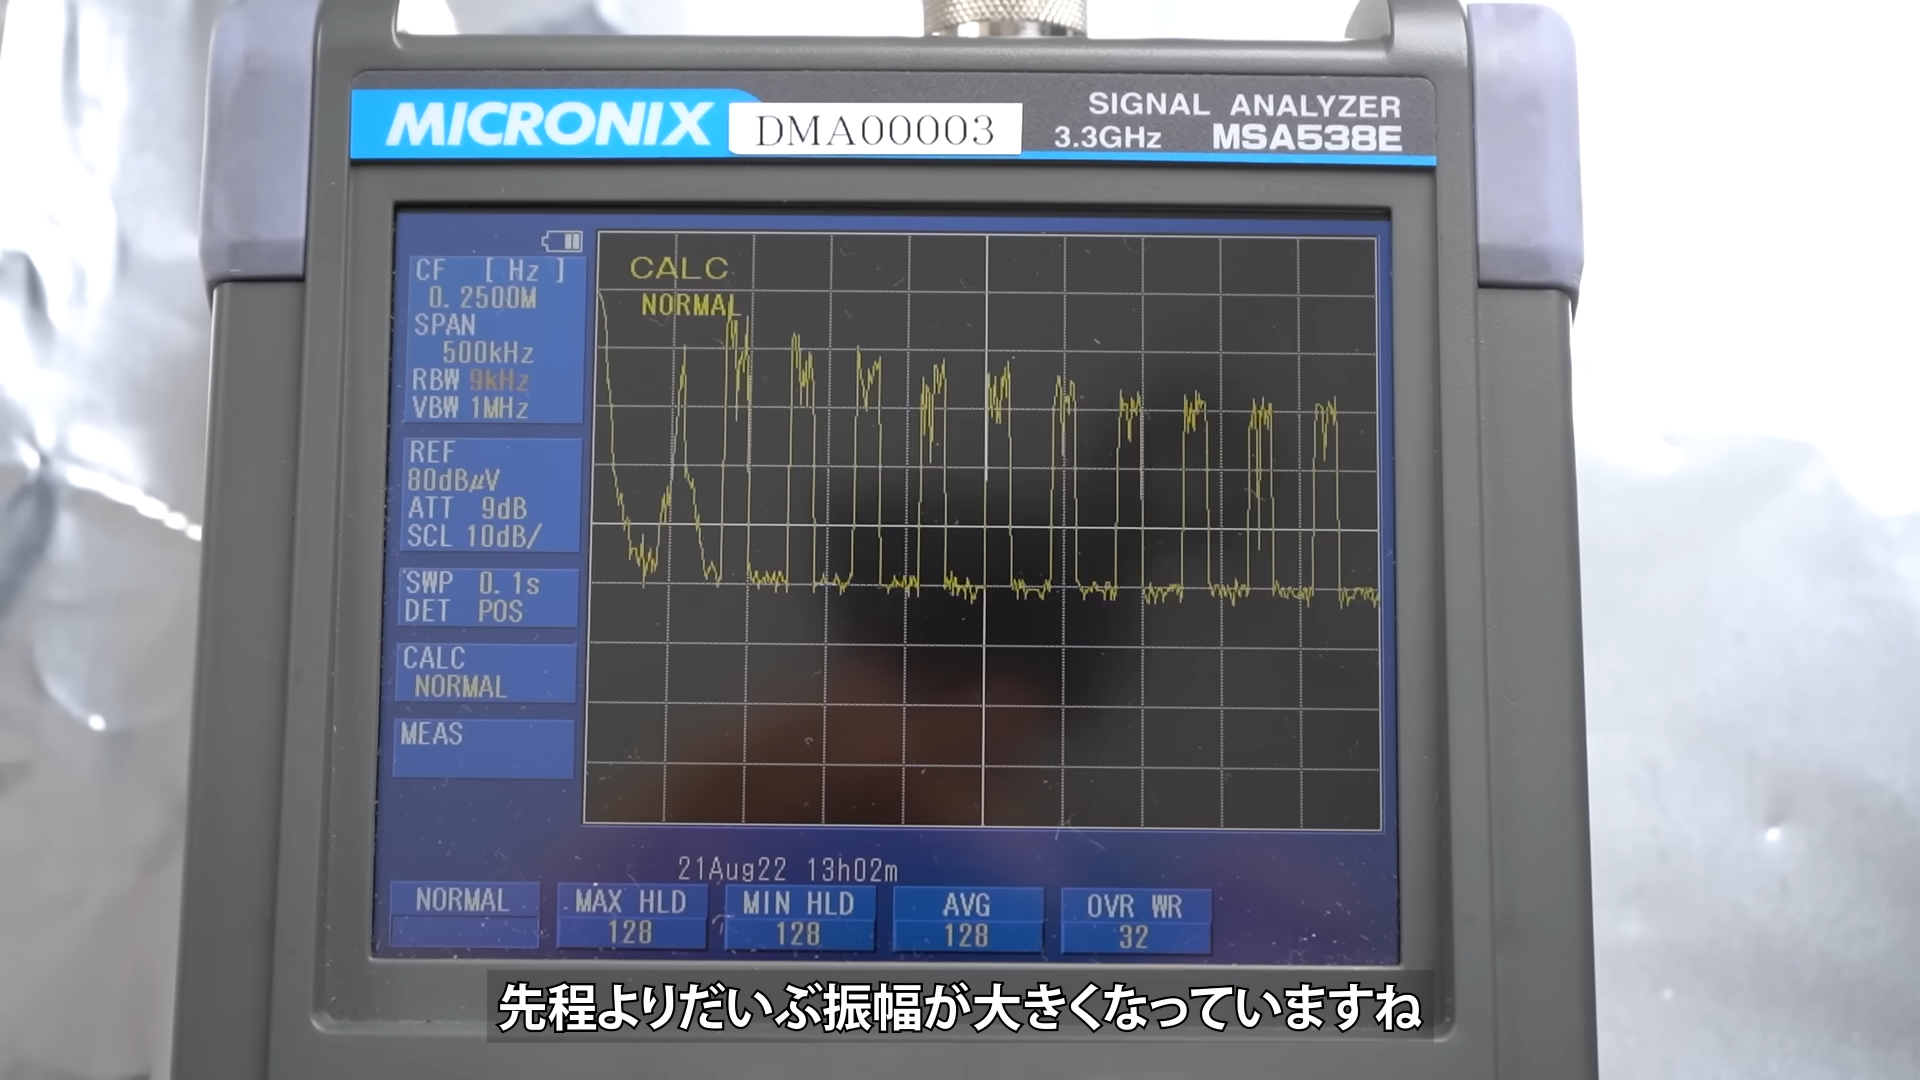 MICRONIX
DMA00003
SIGNAL ANALYZER
3.3GHz MSA538E
CF [ Hz ]
0.2500M
SPAN
500kHz
RBW 9kHz
VBW 1MHz
REF
80dBµV
ATT 9dB
SCL 10dB/
SWP 0.1s
DET POS
CALC
NORMAL
MEAS
CALC
NORMAL
21Aug22 13h02m
NORMAL
MAX HLD
128
MIN HLD
128
AVG
128
OVR WR
32
先程よりだいぶ振幅が大きくなっていますね